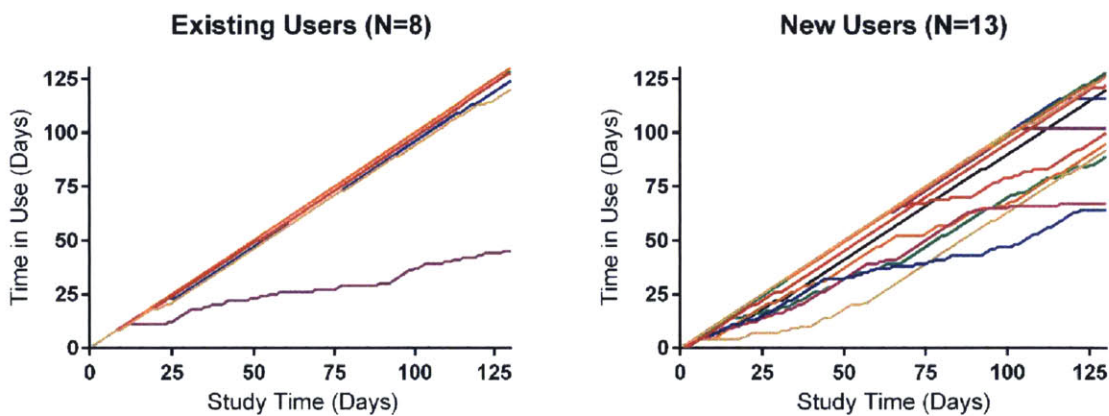 Existing Users (N=8)
Time in Use (Days)
125
100
75
50
25
0
0 25 50 75 100 125
Study Time (Days)
New Users (N=13)
Time in Use (Days)
125
100
75
50
25
0
0 25 50 75 100 125
Study Time (Days)